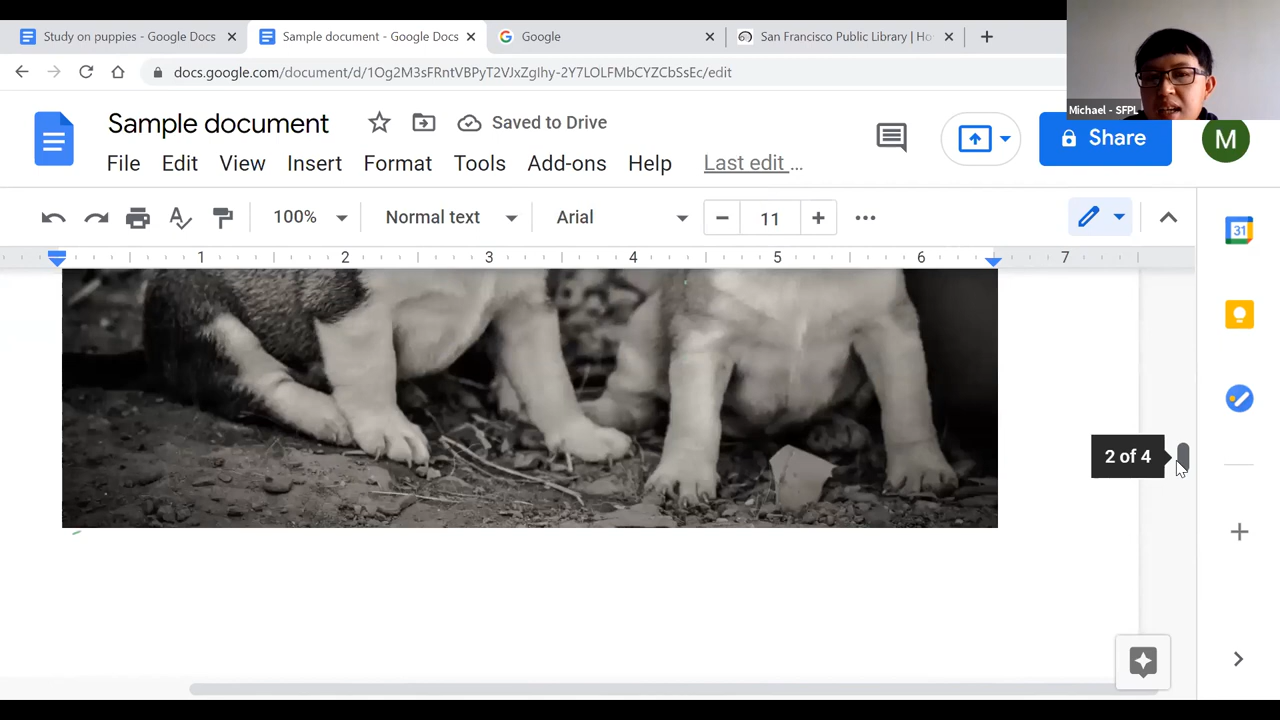 Study on puppies - Google Docs
Sample document - Google Docs
Google
San Francisco Public Library | Ho
docs.google.com/document/d/1Og2M3sFRntVBPyT2VJxZglhy-2Y7LOLFMbCYZCbSsEc/edit
Michael - SFPL
Sample document
Saved to Drive
File Edit View Insert Format Tools Add-ons Help Last edit ...
Share
M
100% Normal text Arial 11
31
1 2 3 4 5 6 7
2 of 4